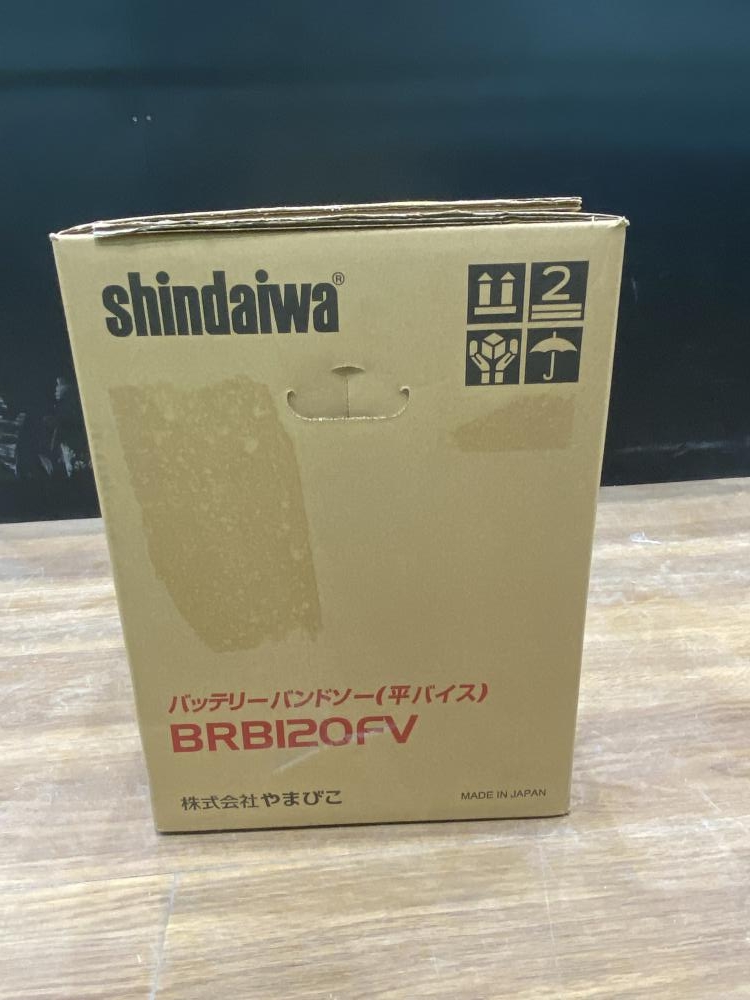 shindaiwa®
2
バッテリーバンドソー(平バイス)
BRB120FV
株式会社やまびこ
MADE IN JAPAN